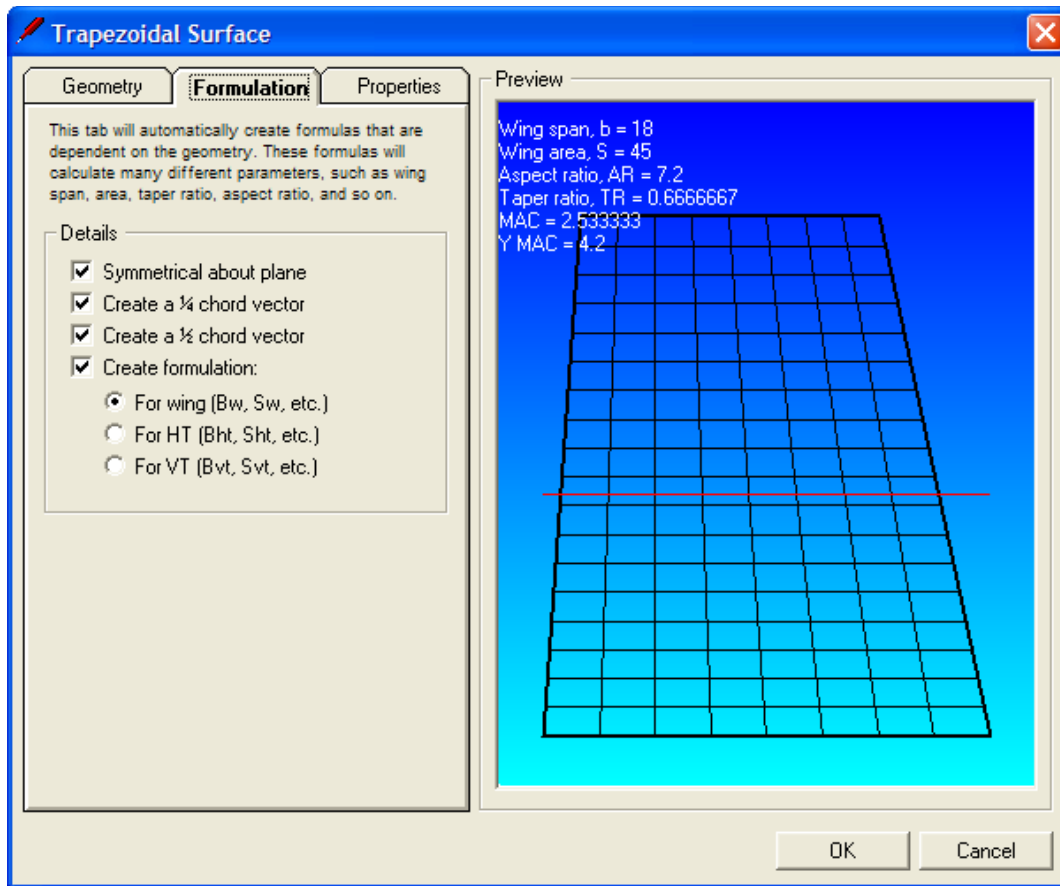 Trapezoidal Surface
Geometry
Formulation
Properties
This tab will automatically create formulas that are
dependent on the geometry. These formulas will
calculate many different parameters, such as wing
span, area, taper ratio, aspect ratio, and so on.
Details
Symmetrical about plane
Create a ¼ chord vector
Create a ½ chord vector
Create formulation:
For wing (Bw, Sw, etc.)
For HT (Bht, Sht, etc.)
For VT (Bvt, Svt, etc.)
Preview
Wing span, b = 18
Wing area, S = 45
Aspect ratio, AR = 7.2
Taper ratio, TR = 0.6666667
MAC = 2.533333
Y MAC = 4.2
OK
Cancel